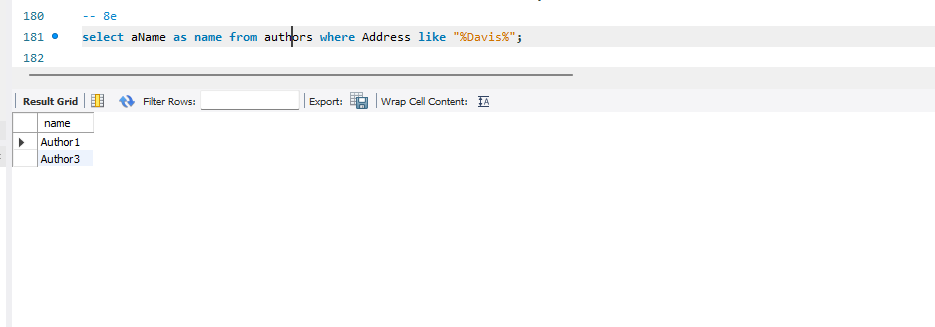 180 -- 8e
181 select aName as name from authors where Address like "%Davis%";
182
Result Grid Filter Rows: Export: Wrap Cell Content: IA
name
Author1
Author3